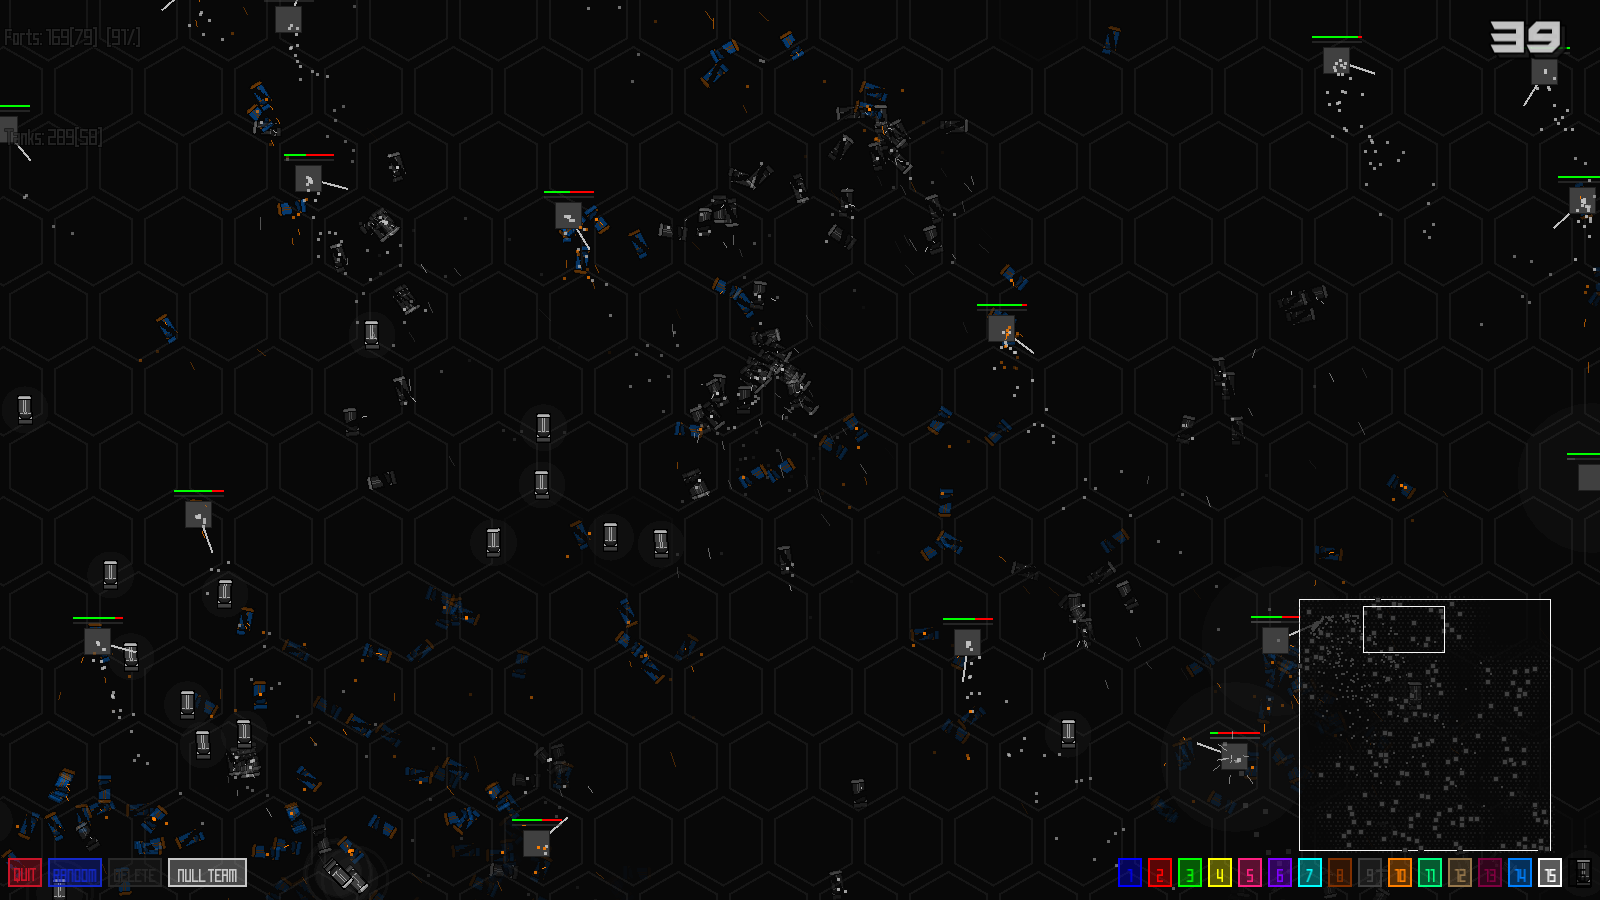 Forts: 169[79] [91%]
39
Tanks: 289[58]
QUIT RANDOM DELETE NULL TEAM 1 2 3 4 5 6 7 8 9 10 11 12 13 14 15